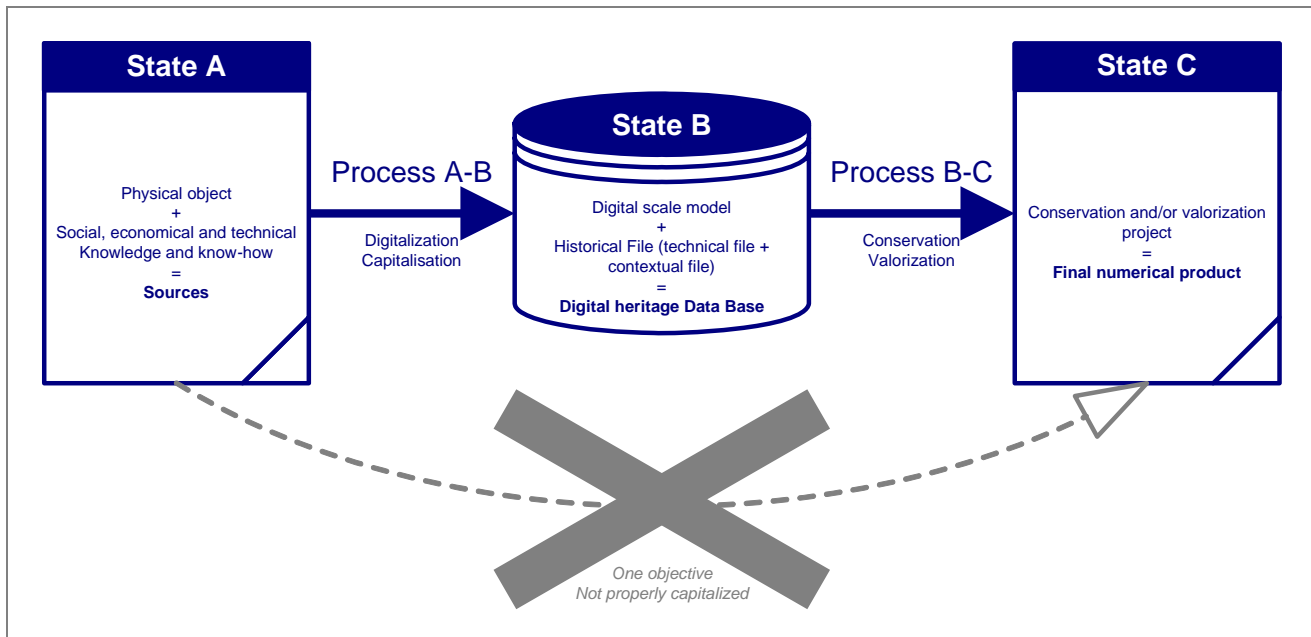 State A
Physical object
+
Social, economical and technical
Knowledge and know-how
=
Sources
Process A-B
Digitalization
Capitalisation
State B
Digital scale model
+
Historical File (technical file +
contextual file)
=
Digital heritage Data Base
Process B-C
Conservation
Valorization
State C
Conservation and/or valorization
project
=
Final numerical product
One objective
Not properly capitalized